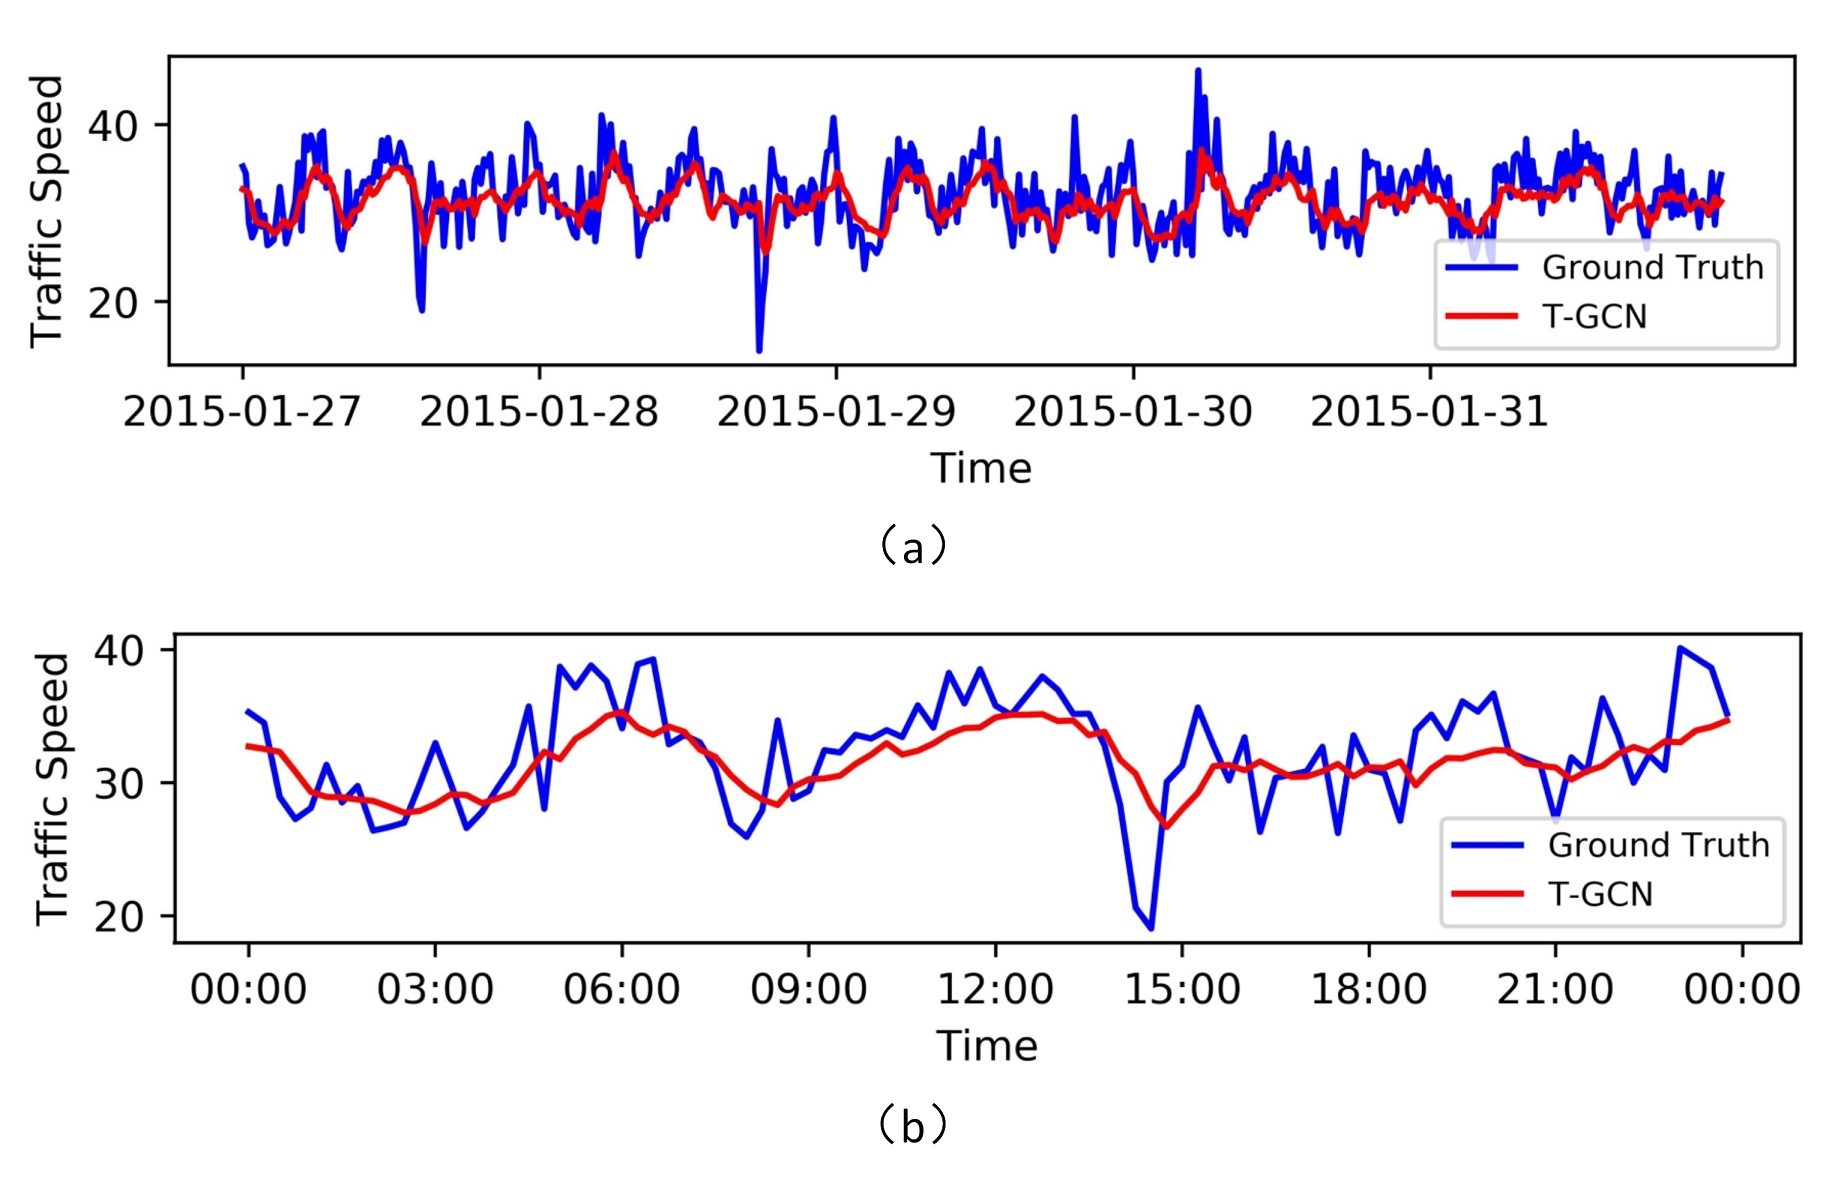 Traffic Speed
40
20
Ground Truth
T-GCN
2015-01-27 2015-01-28 2015-01-29 2015-01-30 2015-01-31
Time
（a）
Traffic Speed
40
30
20
Ground Truth
T-GCN
00:00 03:00 06:00 09:00 12:00 15:00 18:00 21:00 00:00
Time
（b）